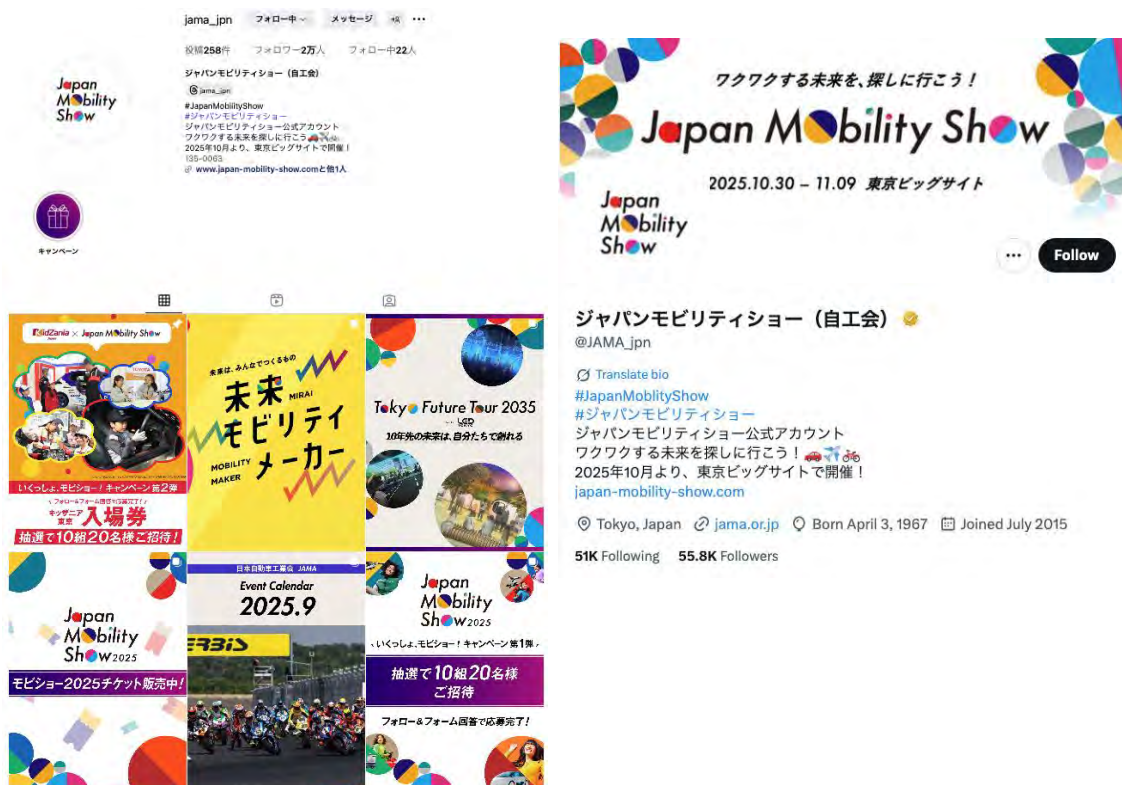 jama_jpn フォロー中 メッセージ
投稿258件 フォロワー2万人 フォロー中22人
ジャパンモビリティショー（自工会）
jama_jpn
#JapanMobilityShow
#ジャパンモビリティショー
ジャパンモビリティショー公式アカウント
ワクワクする未来を探しに行こう🚗✈️🏍️
2025年10月より、東京ビッグサイトで開催！
135-0063
www.japan-mobility-show.comと他1人
Japan
Mobility
Show
キャンペーン
KidZania × Japan Mobility Show
TOYOTA
いくっしょ、モビショー！キャンペーン 第2弾
フォロー&フォーム回答で応募完了！
キッザニア
東京
入場券
抽選で10組20名様ご招待！
未来は、みんなでつくるもの
未来
MIRAI
モビリティ
MOBILITY
MAKER
メーカー
Tokyo Future Tour 2035
10年先の未来は、自分たちで創れる
Japan
Mobility
Show2025
モビショー2025チケット販売中！
日本自動車工業会 JAMA
Event Calendar
2025.9
Japan
Mobility
Show2025
いくっしょ、モビショー！キャンペーン 第1弾
抽選で10組20名様
ご招待
フォロー&フォーム回答で応募完了！
ワクワクする未来を、探しに行こう！
Japan Mobility Show
2025.10.30 – 11.09 東京ビッグサイト
Japan
Mobility
Show
Follow
ジャパンモビリティショー（自工会）
@JAMA_jpn
Translate bio
#JapanMoblityShow
#ジャパンモビリティショー
ジャパンモビリティショー公式アカウント
ワクワクする未来を探しに行こう！🚗✈️🏍️
2025年10月より、東京ビッグサイトで開催！
japan-mobility-show.com
Tokyo, Japan jama.or.jp Born April 3, 1967 Joined July 2015
51K Following 55.8K Followers